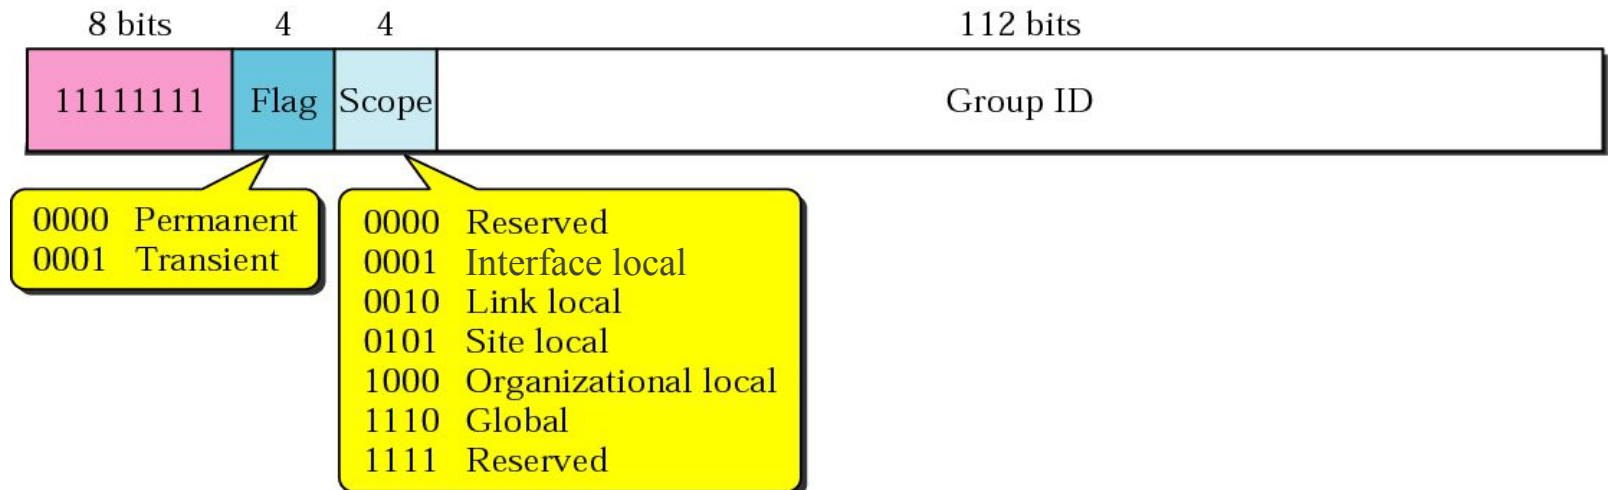 8 bits 4 4 112 bits
11111111 Flag Scope Group ID
0000 Permanent
0001 Transient
0000 Reserved
0001 Interface local
0010 Link local
0101 Site local
1000 Organizational local
1110 Global
1111 Reserved